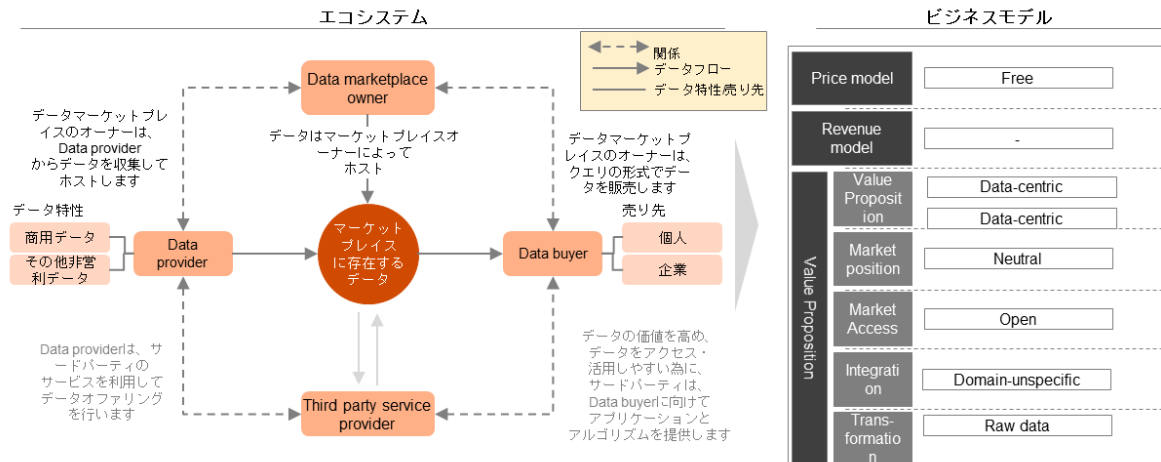 エコシステム
ビジネスモデル
関係
データフロー
データ特性/売り先
Data marketplace
owner
データマーケットプレ
イスのオーナーは、
Data provider
からデータを収集して
ホストします
データはマーケットプレイスオ
ーナーによって
ホスト
データマーケットプ
レイスのオーナーは、
クエリの形式でデー
タを販売します
データ特性
商用データ
その他非営
利データ
Data
provider
マーケット
プレイス
に存在する
データ
Data buyer
売り先
個人
企業
Data providerは、サ
ードパーティの
サービスを利用して
データオファリング
を行います
Third party service
provider
データの価値を高め、
データをアクセス・
活用しやすい為に、
サードパーティは、
Data buyerに向けて
アプリケーションと
アルゴリズムを提供します
Price model
Free
Revenue
model
-
Value Proposition
Value
Proposit
ion
Data-centric
Data-centric
Market
position
Neutral
Market
Access
Open
Integrati
on
Domain-unspecific
Trans-
formatio
n
Raw data